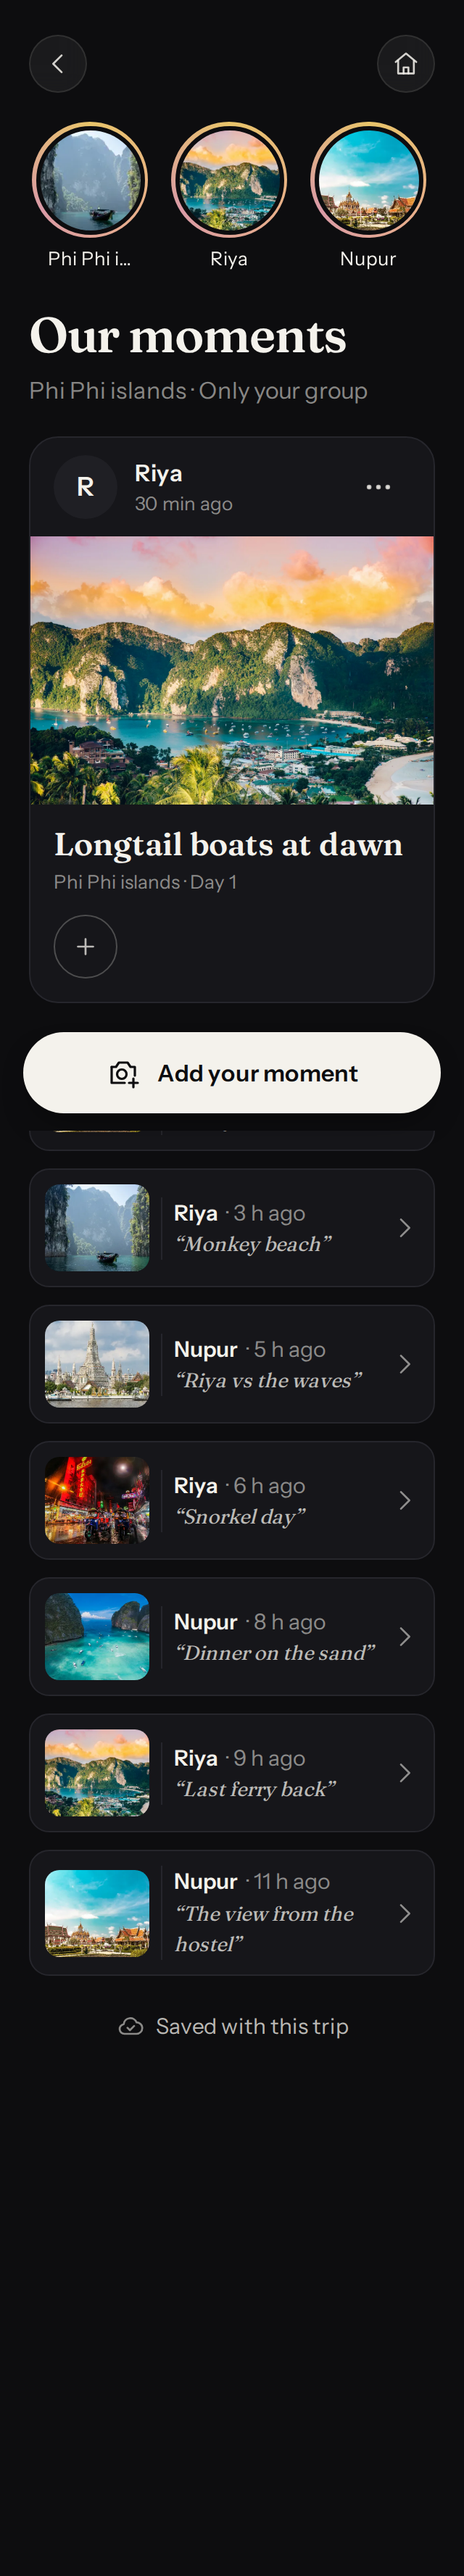 Phi Phi i...
Riya
Nupur
Our moments
Phi Phi islands · Only your group
R
Riya
30 min ago
Longtail boats at dawn
Phi Phi islands · Day 1
Add your moment
Riya · 3 h ago
“Monkey beach”
Nupur · 5 h ago
“Riya vs the waves”
Riya · 6 h ago
“Snorkel day”
Nupur · 8 h ago
“Dinner on the sand”
Riya · 9 h ago
“Last ferry back”
Nupur · 11 h ago
“The view from the
hostel”
Saved with this trip